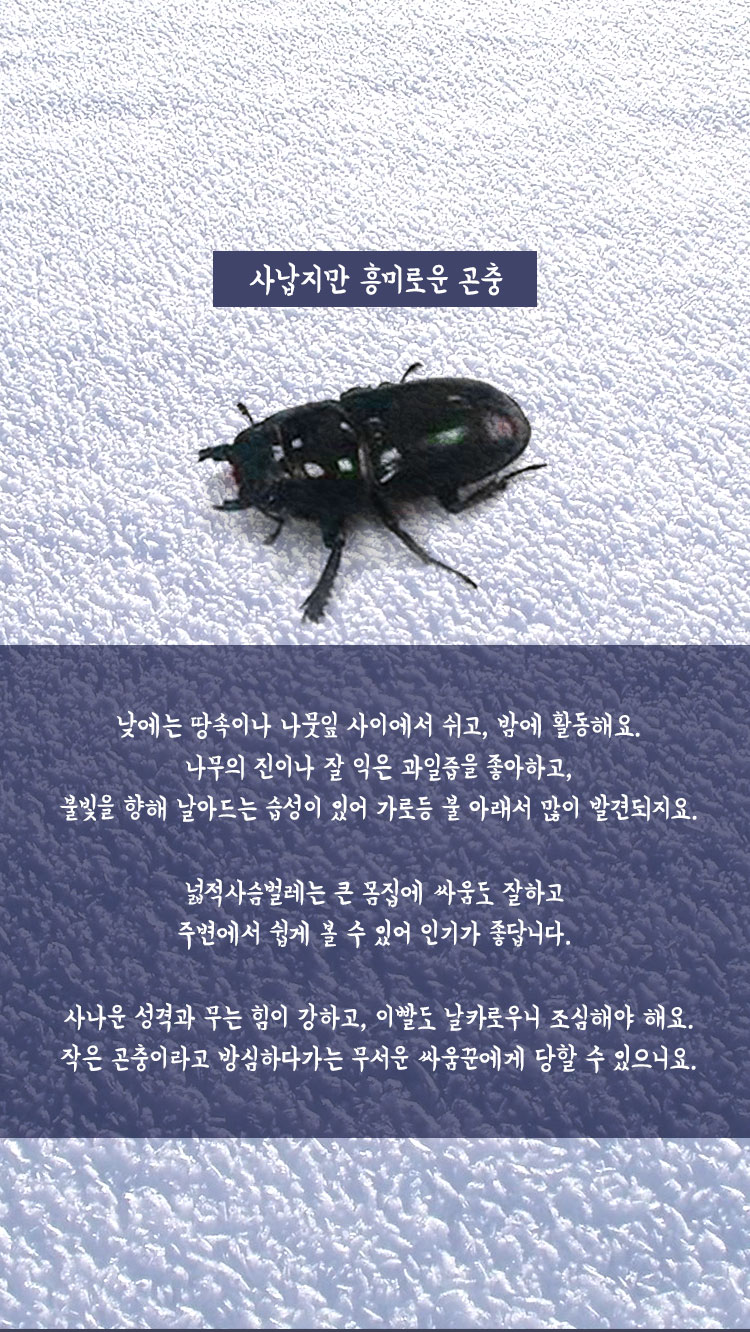 사납지만 흥미로운 곤충
낮에는 땅속이나 나뭇잎 사이에서 쉬고, 밤에 활동해요.
나무의 진이나 잘 익은 과일즙을 좋아하고,
불빛을 향해 날아드는 습성이 있어 가로등 불 아래서 많이 발견되지요.
넓적사슴벌레는 큰 몸집에 싸움도 잘하고
주변에서 쉽게 볼 수 있어 인기가 좋답니다.
사나운 성격과 무는 힘이 강하고, 이빨도 날카로우니 조심해야 해요.
작은 곤충이라고 방심하다가는 무서운 싸움꾼에게 당할 수 있으니요.